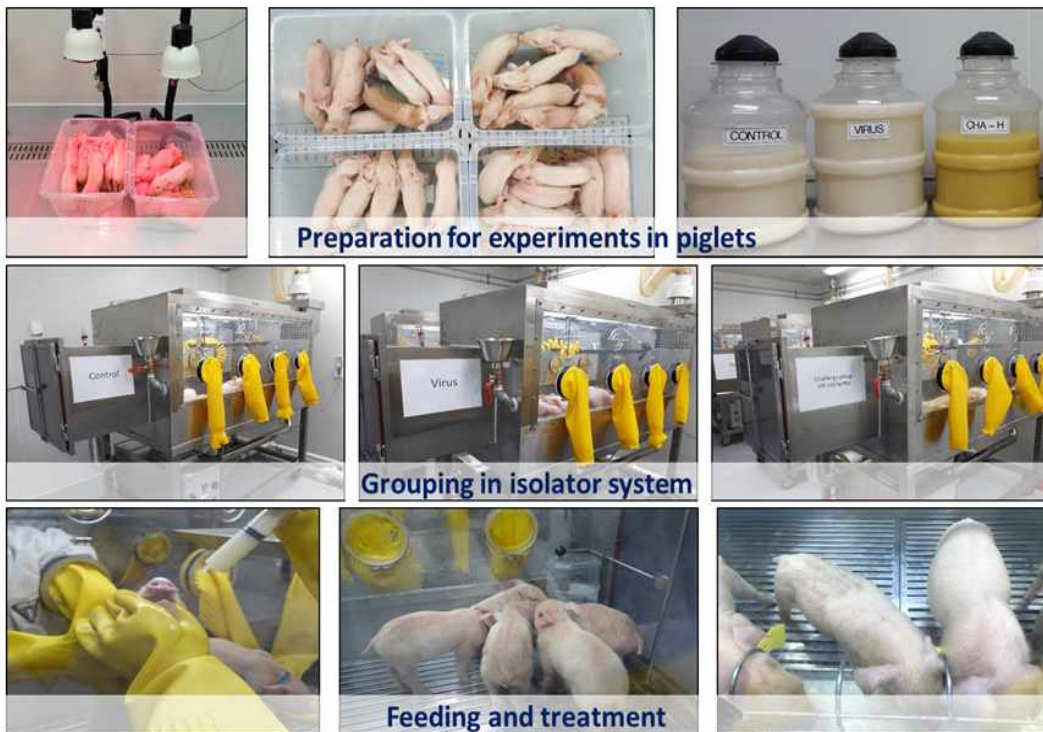 CONTROL
VIRUS
CHA - H
Preparation for experiments in piglets
Control
Virus
Grouping in isolator system
Feeding and treatment